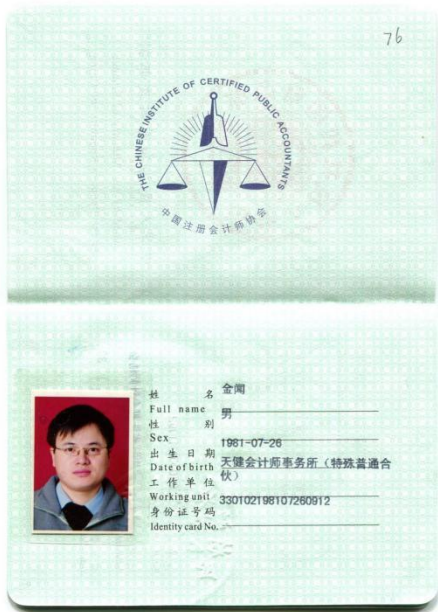 76
THE CHINESE INSTITUTE OF CERTIFIED PUBLIC ACCOUNTANTS
中国注册会计师协会
姓 名 金闻
Full name
性 别 男
Sex
出生日期 1981-07-26
Date of birth
工作单位 天健会计师事务所（特殊普通合
Working unit 伙）
身份证号码 330102198107260912
Identity card No.